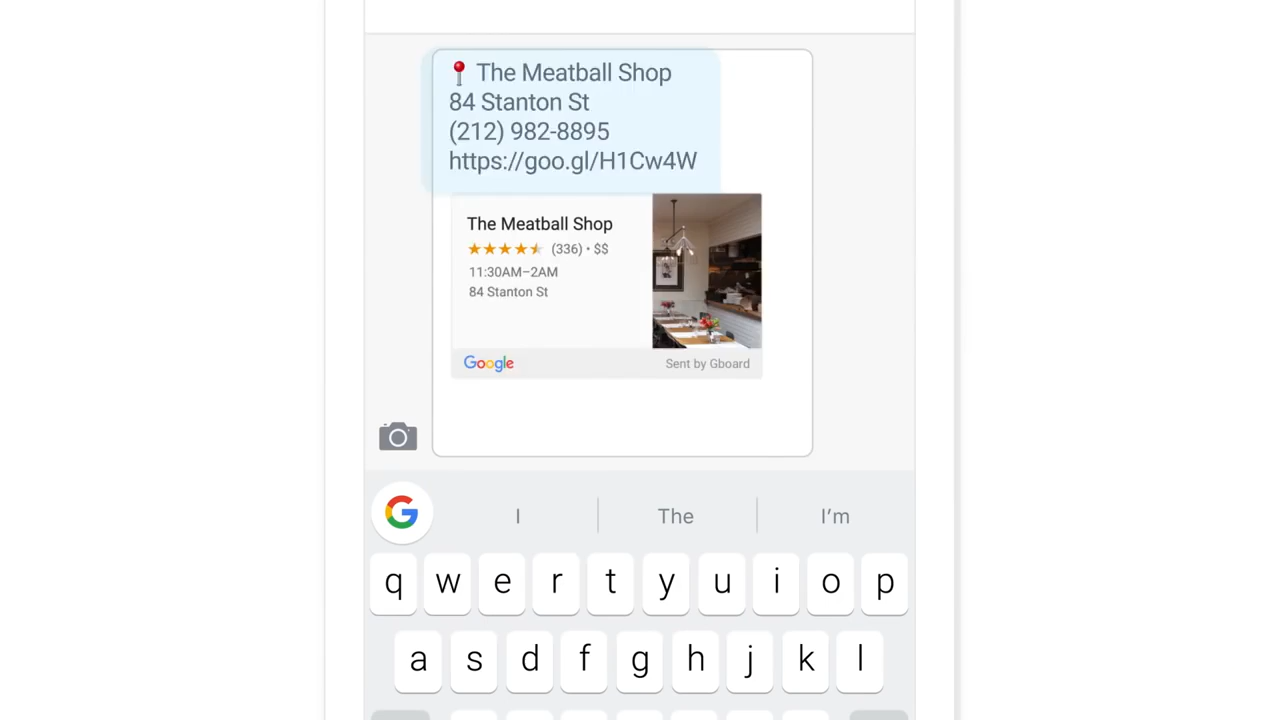 📍 The Meatball Shop
84 Stanton St
(212) 982-8895
https://goo.gl/H1Cw4W
The Meatball Shop
★★★★★ (336) • $$
11:30AM–2AM
84 Stanton St
Google Sent by Gboard
G I The I’m
q w e r t y u i o p
a s d f g h j k l